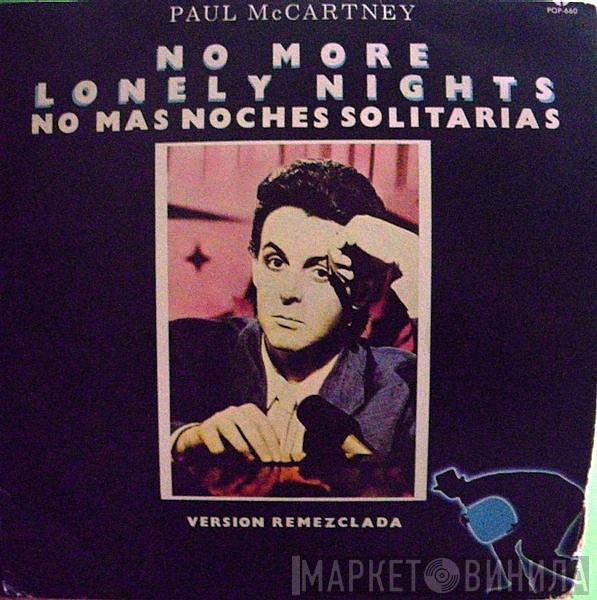 PAUL McCARTNEY
POP-660
NO MORE
LONELY NIGHTS
NO MAS NOCHES SOLITARIAS
VERSION REMEZCLADA
МАРКЕТ ВИНИЛА